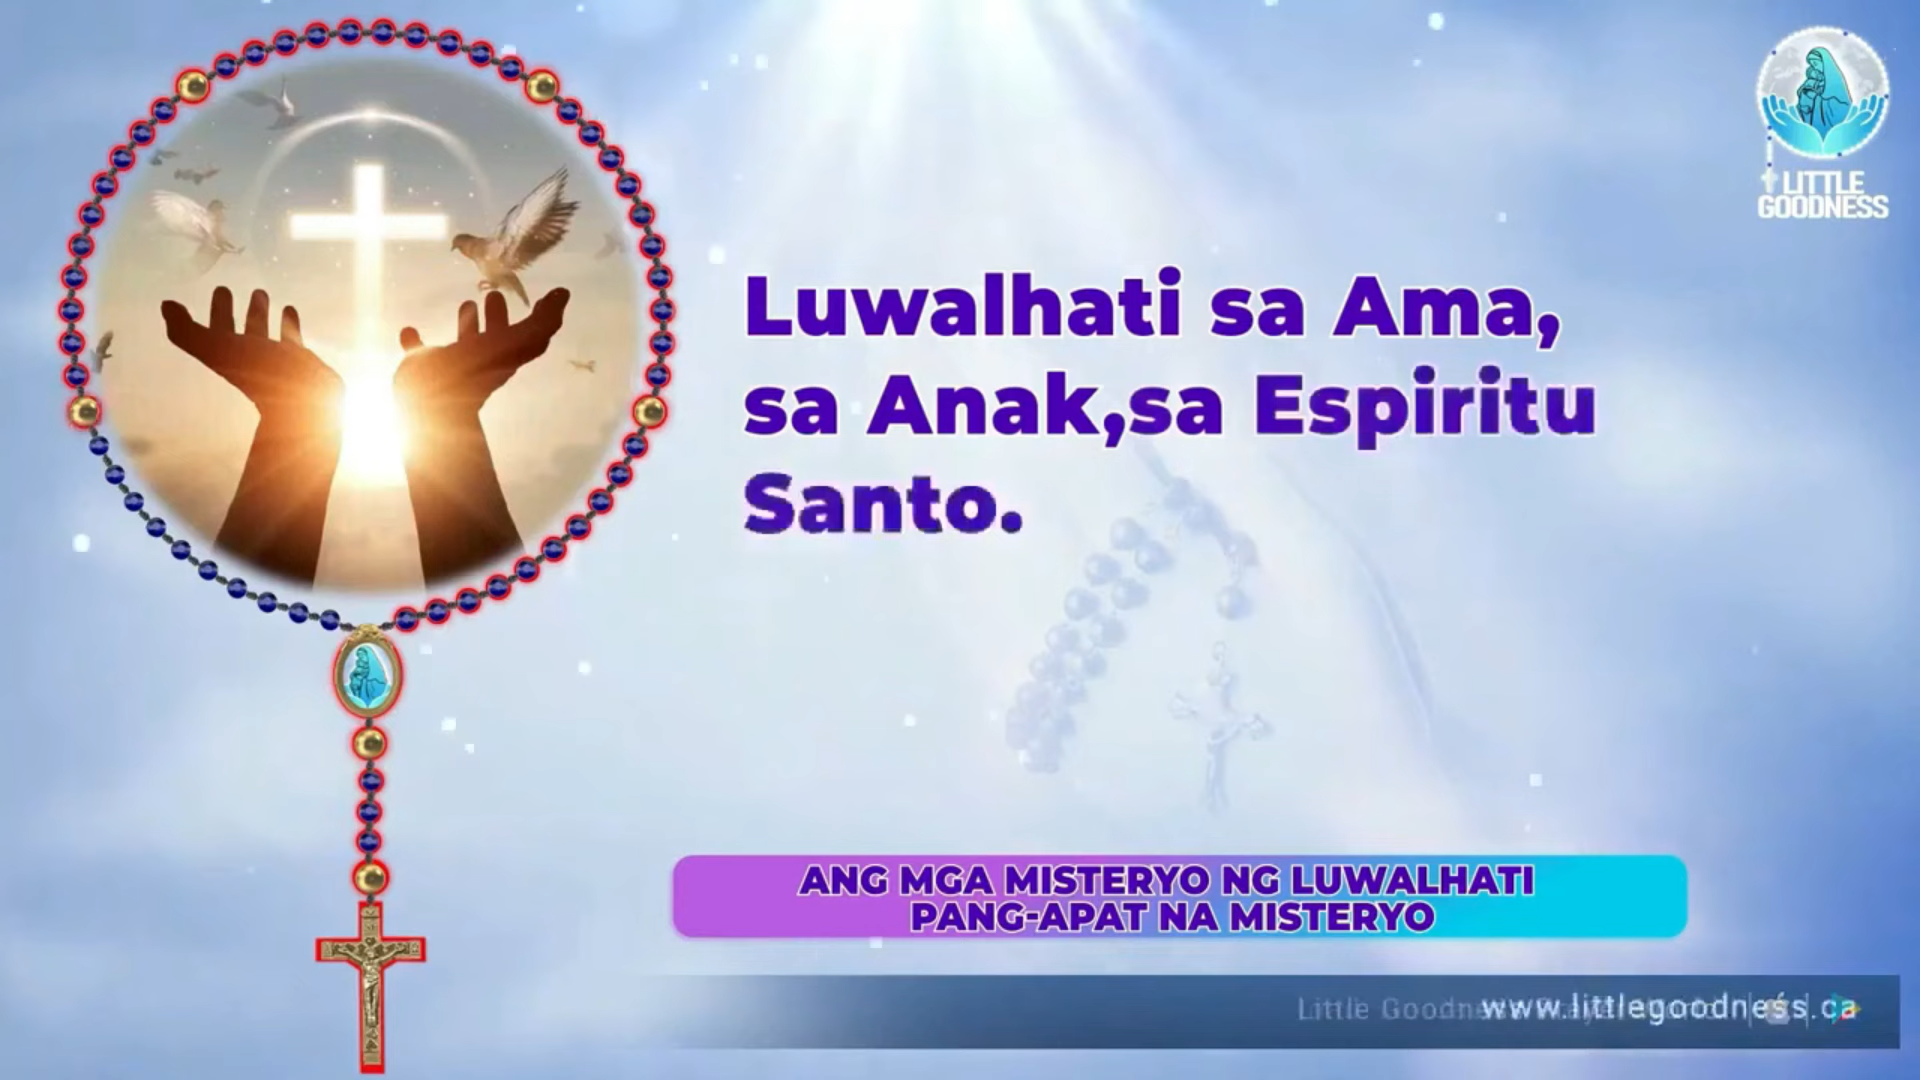 LITTLE
GOODNESS
Luwalhati sa Ama,
sa Anak,sa Espiritu
Santo.
ANG MGA MISTERYO NG LUWALHATI
PANG-APAT NA MISTERYO
Little www.littlegoodness.ca